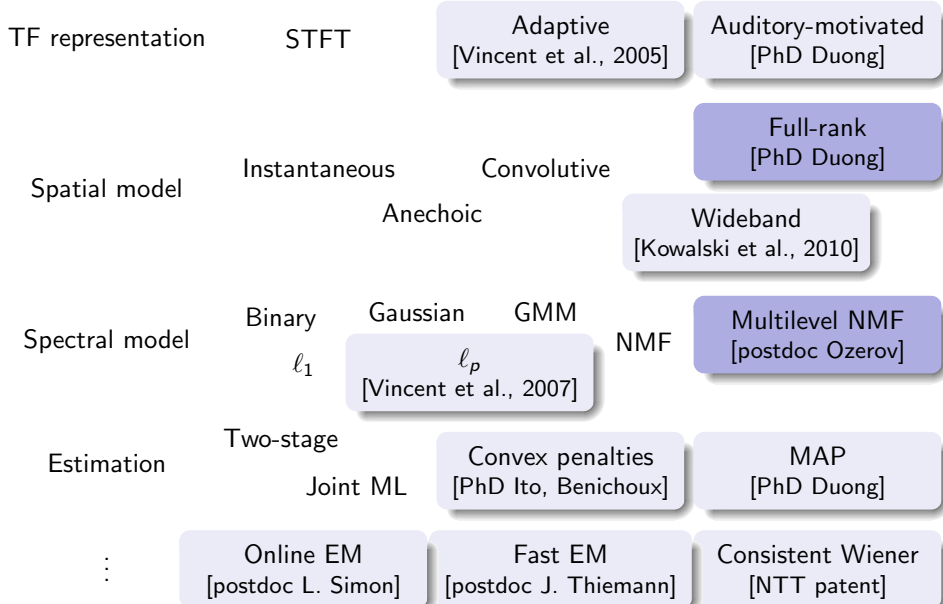 TF representation
STFT
Adaptive
[Vincent et al., 2005]
Auditory-motivated
[PhD Duong]
Spatial model
Instantaneous
Anechoic
Convolutive
Full-rank
[PhD Duong]
Wideband
[Kowalski et al., 2010]
Spectral model
Binary
ℓ₁
Gaussian
ℓₚ
[Vincent et al., 2007]
GMM
NMF
Multilevel NMF
[postdoc Ozerov]
Estimation
Two-stage
Joint ML
Convex penalties
[PhD Ito, Benichoux]
MAP
[PhD Duong]
⋮
Online EM
[postdoc L. Simon]
Fast EM
[postdoc J. Thiemann]
Consistent Wiener
[NTT patent]